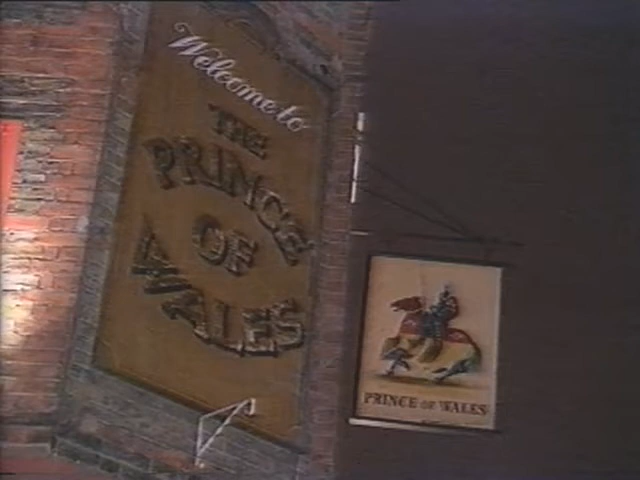 Welcome to
THE
PRINCE
OF
WALES
PRINCE OF WALES